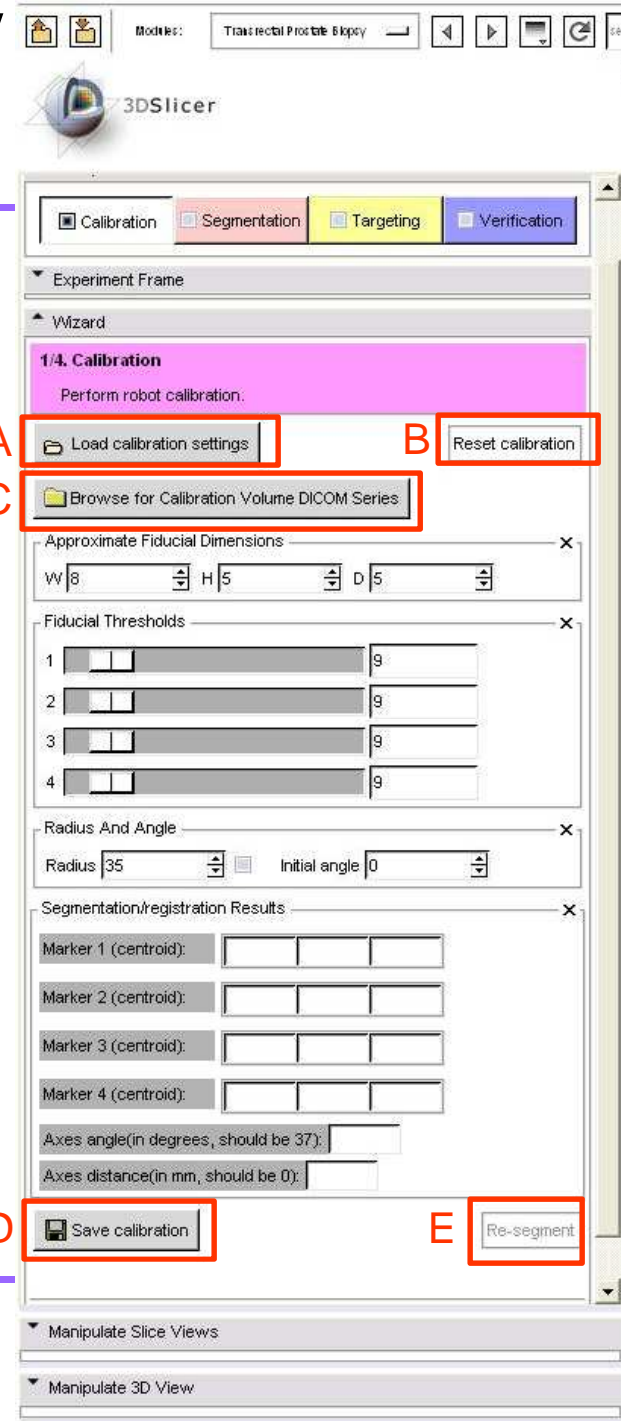 Modules: Transrectal Prostate Biopsy se
3DSlicer
Calibration Segmentation Targeting Verification
Experiment Frame
Wizard
1/4. Calibration
Perform robot calibration.
A Load calibration settings B Reset calibration
C Browse for Calibration Volume DICOM Series
Approximate Fiducial Dimensions
W 8 H 5 D 5
Fiducial Thresholds
1 9
2 9
3 9
4 9
Radius And Angle
Radius 35 Initial angle 0
Segmentation/registration Results
Marker 1 (centroid):
Marker 2 (centroid):
Marker 3 (centroid):
Marker 4 (centroid):
Axes angle(in degrees, should be 37):
Axes distance(in mm, should be 0):
D Save calibration E Re-segment
Manipulate Slice Views
Manipulate 3D View